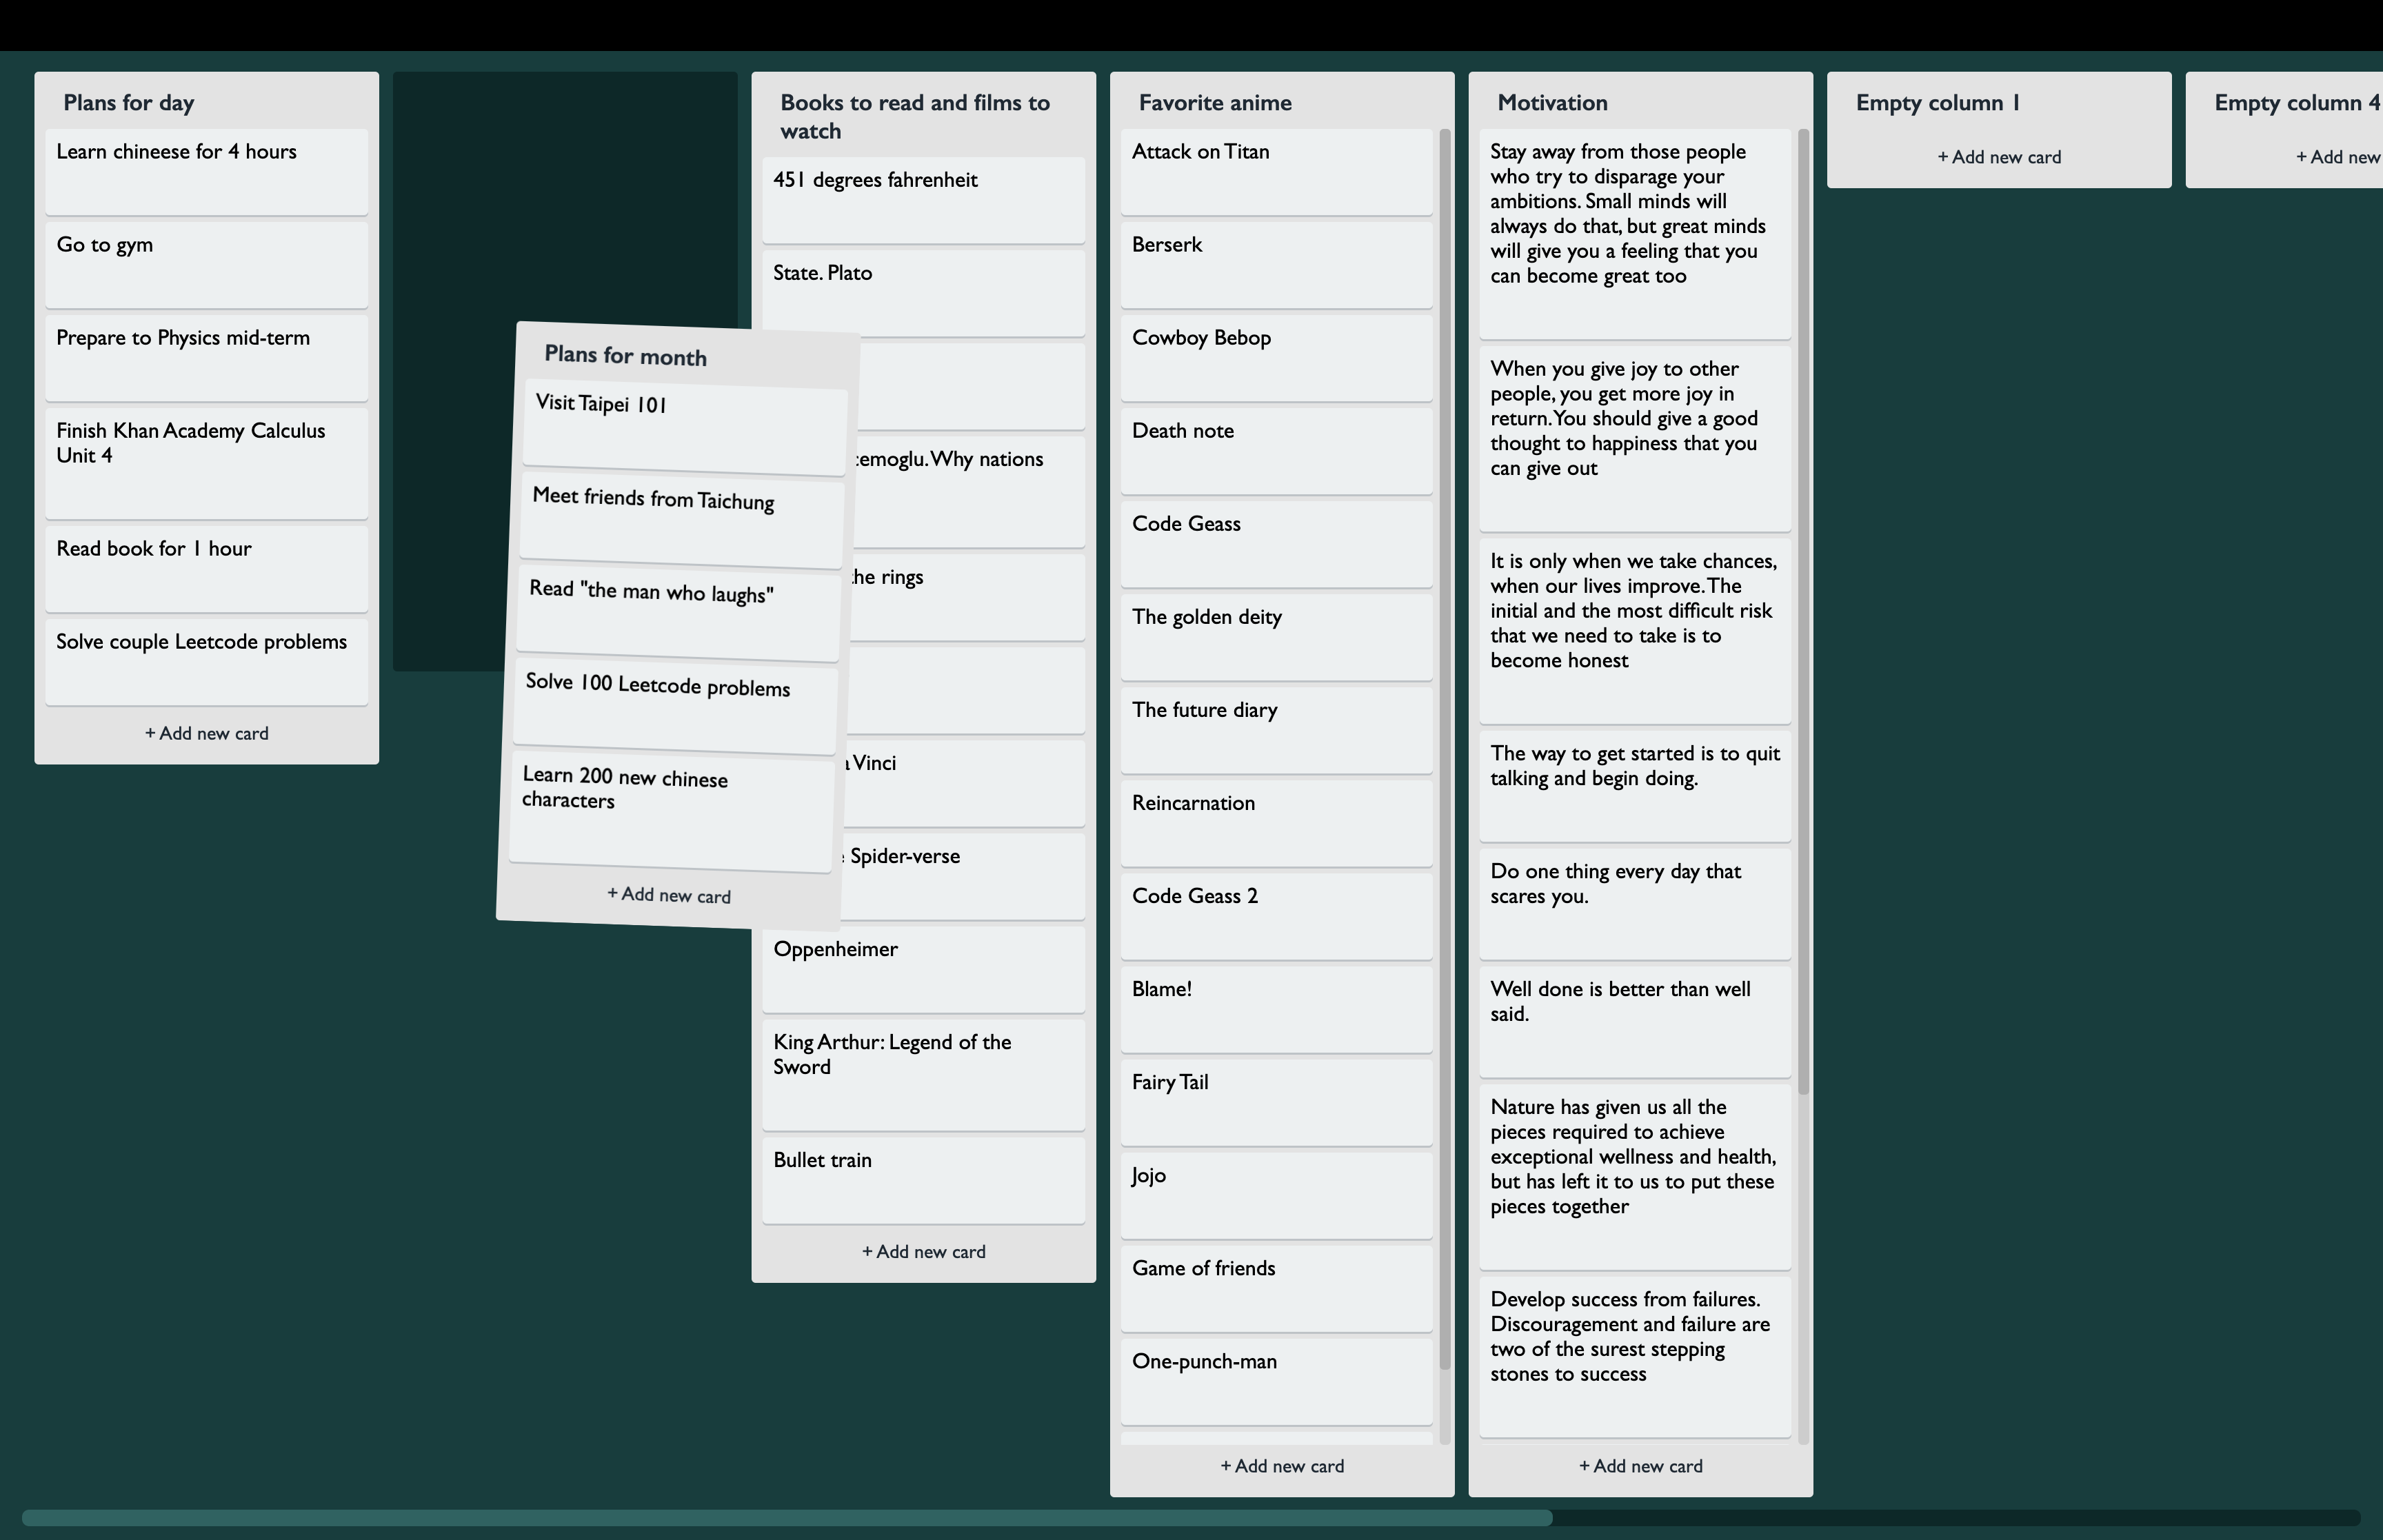 Plans for day
Learn chineese for 4 hours
Go to gym
Prepare to Physics mid-term
Finish Khan Academy Calculus
Unit 4
Read book for 1 hour
Solve couple Leetcode problems
+ Add new card
Plans for month
Visit Taipei 101
Meet friends from Taichung
Read "the man who laughs"
Solve 100 Leetcode problems
Learn 200 new chinese
characters
+ Add new card
Books to read and films to
watch
451 degrees fahrenheit
State. Plato
Why nations
the rings
Vinci
Spider-verse
Oppenheimer
King Arthur: Legend of the
Sword
Bullet train
+ Add new card
Favorite anime
Attack on Titan
Berserk
Cowboy Bebop
Death note
Code Geass
The golden deity
The future diary
Reincarnation
Code Geass 2
Blame!
Fairy Tail
Jojo
Game of friends
One-punch-man
+ Add new card
Motivation
Stay away from those people
who try to disparage your
ambitions. Small minds will
always do that, but great minds
will give you a feeling that you
can become great too
When you give joy to other
people, you get more joy in
return. You should give a good
thought to happiness that you
can give out
It is only when we take chances,
when our lives improve. The
initial and the most difficult risk
that we need to take is to
become honest
The way to get started is to quit
talking and begin doing.
Do one thing every day that
scares you.
Well done is better than well
said.
Nature has given us all the
pieces required to achieve
exceptional wellness and health,
but has left it to us to put these
pieces together
Develop success from failures.
Discouragement and failure are
two of the surest stepping
stones to success
+ Add new card
Empty column 1
+ Add new card
Empty column 4
+ Add new